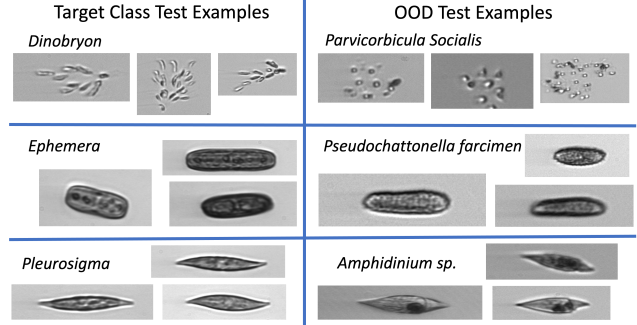 Target Class Test Examples
OOD Test Examples
Dinobryon
Parvicorbicula Socialis
Ephemera
Pseudochattonella farcimen
Pleurosigma
Amphidinium sp.